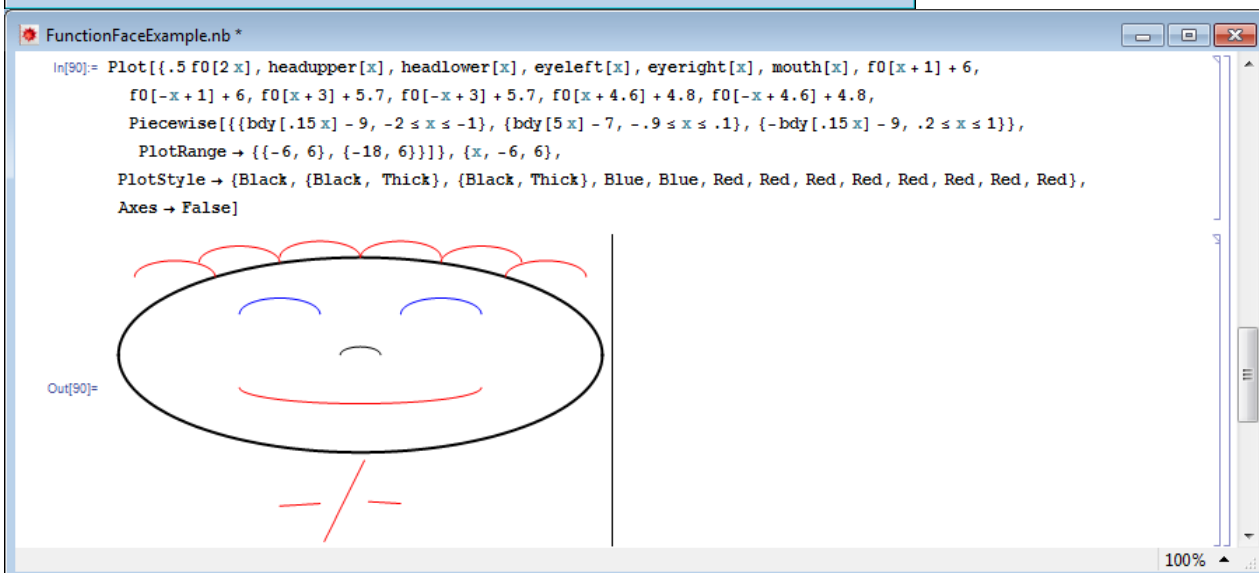 FunctionFaceExample.nb *
In[90]:= Plot[{.5 f0[2 x], headupper[x], headlower[x], eyeleft[x], eyeright[x], mouth[x], f0[x + 1] + 6,
f0[-x + 1] + 6, f0[x + 3] + 5.7, f0[-x + 3] + 5.7, f0[x + 4.6] + 4.8, f0[-x + 4.6] + 4.8,
Piecewise[{{bdy[.15 x] - 9, -2 ≤ x ≤ -1}, {bdy[5 x] - 7, -.9 ≤ x ≤ .1}, {-bdy[.15 x] - 9, .2 ≤ x ≤ 1}},
PlotRange → {{-6, 6}, {-18, 6}}]}, {x, -6, 6},
PlotStyle → {Black, {Black, Thick}, {Black, Thick}, Blue, Blue, Red, Red, Red, Red, Red, Red, Red, Red},
Axes → False]
Out[90]=
100%